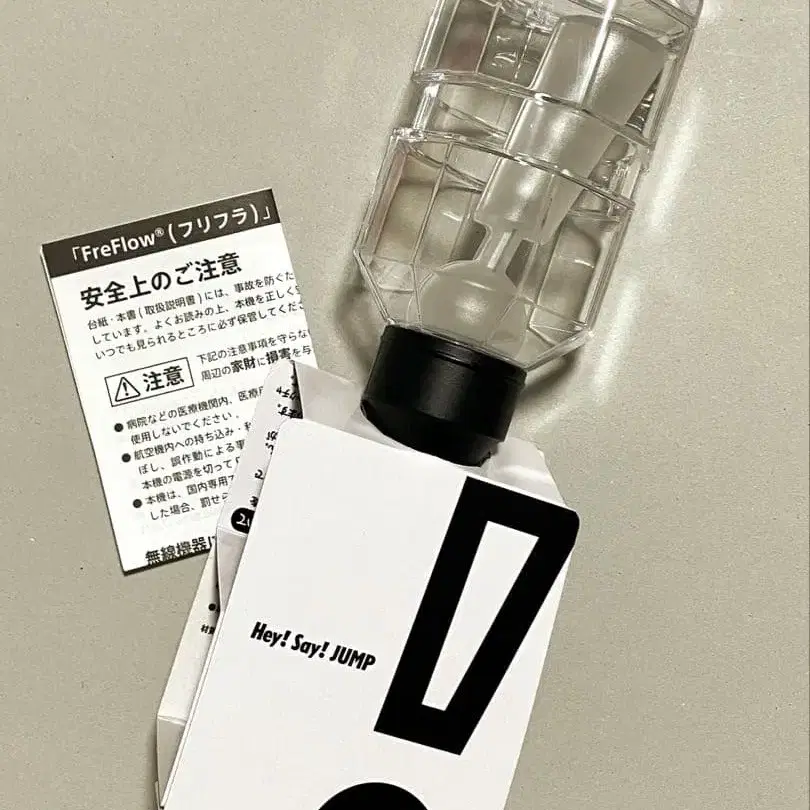 「FreFlow®(フリフラ)」
安全上のご注意
台紙・本書(取扱説明書)には、事故を防ぐた
しています。よくお読みの上、本機を正しく
いつでも見られるところに必ず保管してくださ
注意
下記の注意事項を守らな
周辺の家財に損害を与
●病院などの医療機関内、医療
使用しないでください。
●航空機内への持ち込み・
ぼし、誤作動による事
本機の電源を切って
●本機は、国内専用で
した場合、罰せら
無線機器
Hey! Say! JUMP